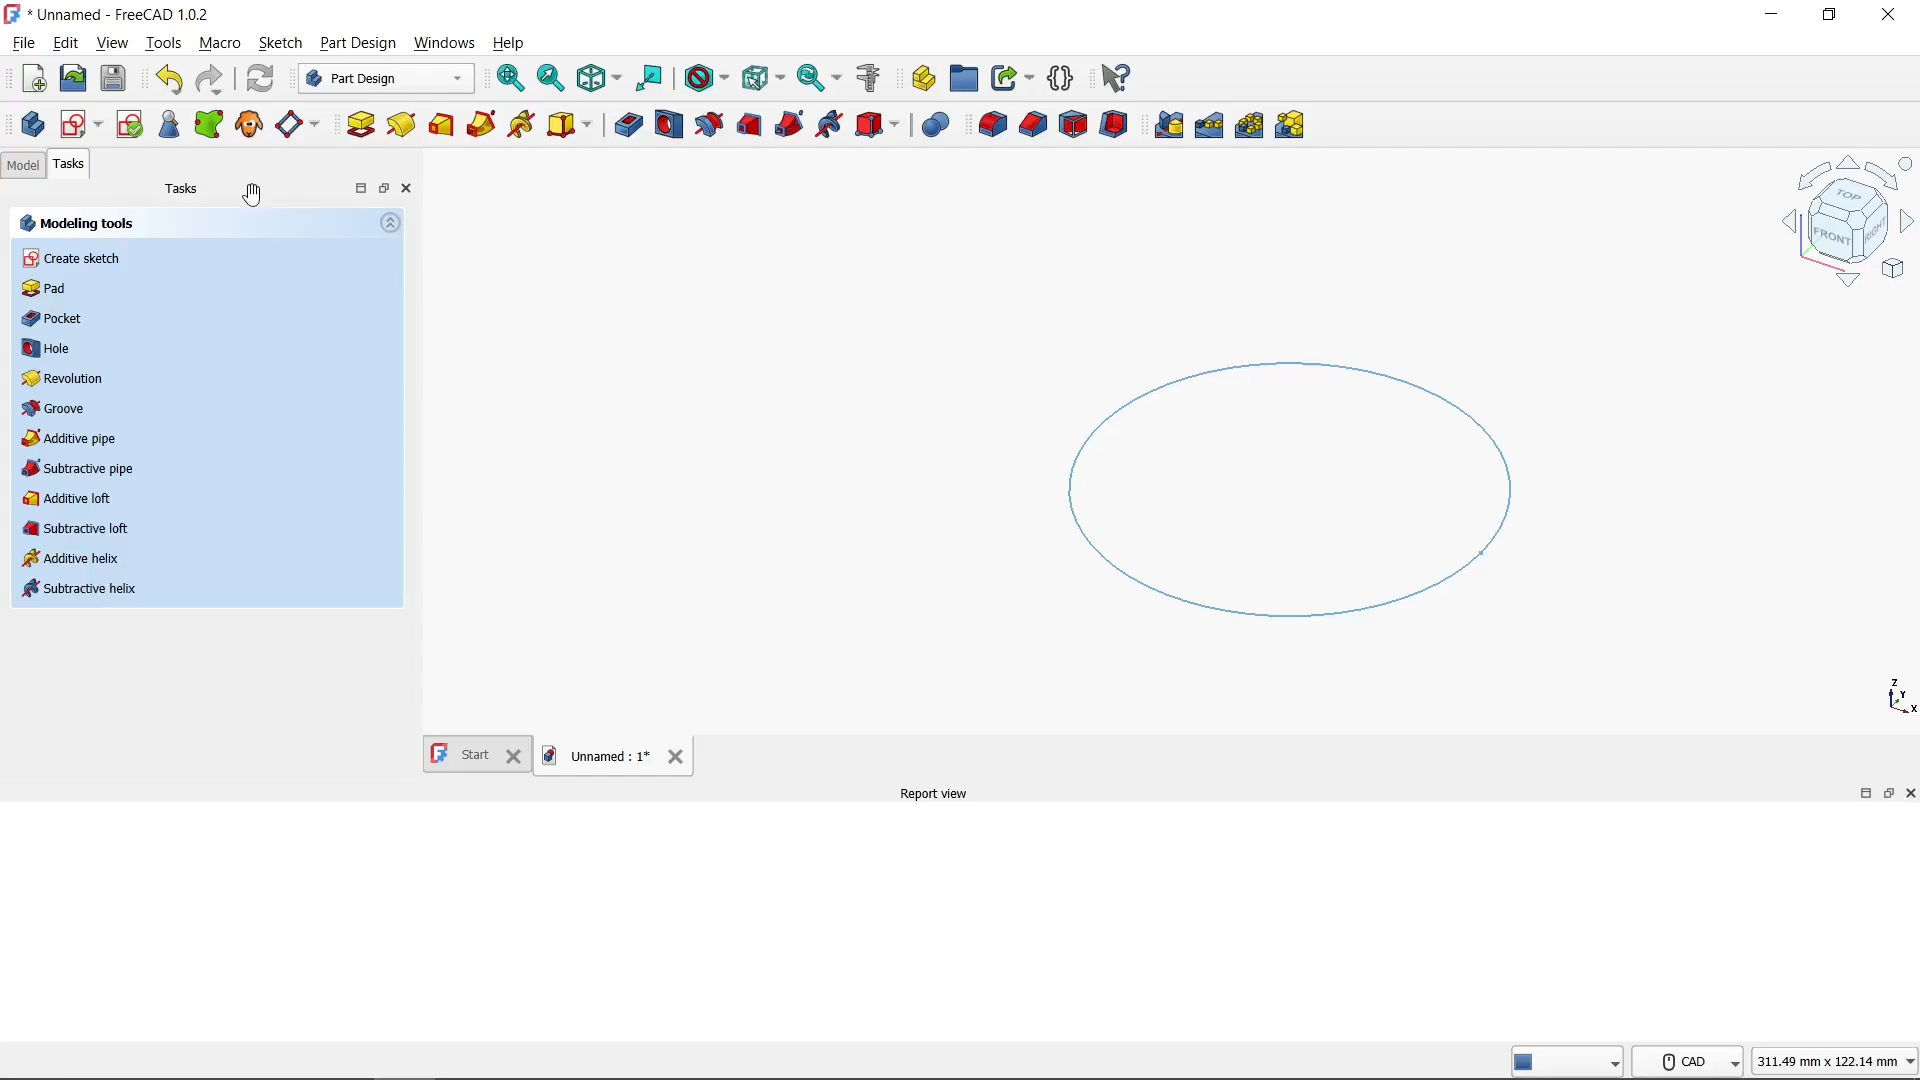 * Unnamed - FreeCAD 1.0.2
File Edit View Tools Macro Sketch Part Design Windows Help
Part Design
Model Tasks
Tasks
Modeling tools
Create sketch
Pad
Pocket
Hole
Revolution
Groove
Additive pipe
Subtractive pipe
Additive loft
Subtractive loft
Additive helix
Subtractive helix
TOP
FRONT RIGHT
Z
Y
X
Start Unnamed : 1*
Report view
CAD 311.49 mm x 122.14 mm